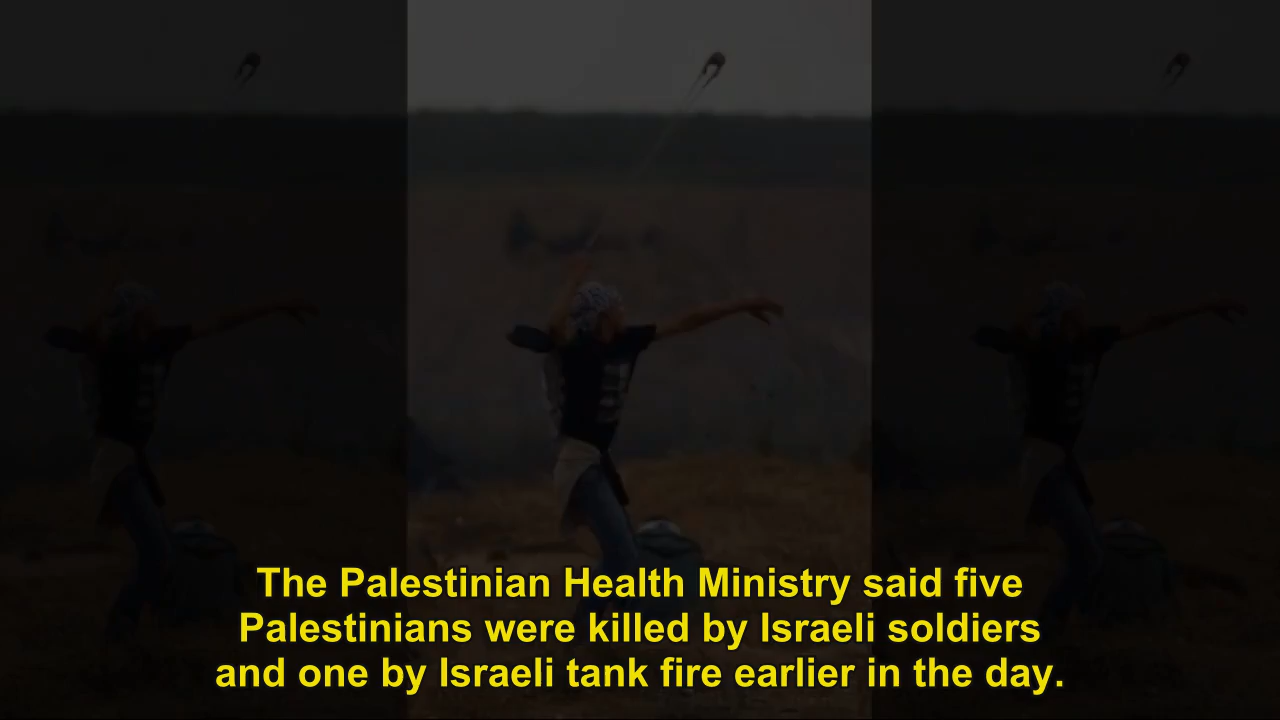 The Palestinian Health Ministry said five
Palestinians were killed by Israeli soldiers
and one by Israeli tank fire earlier in the day.